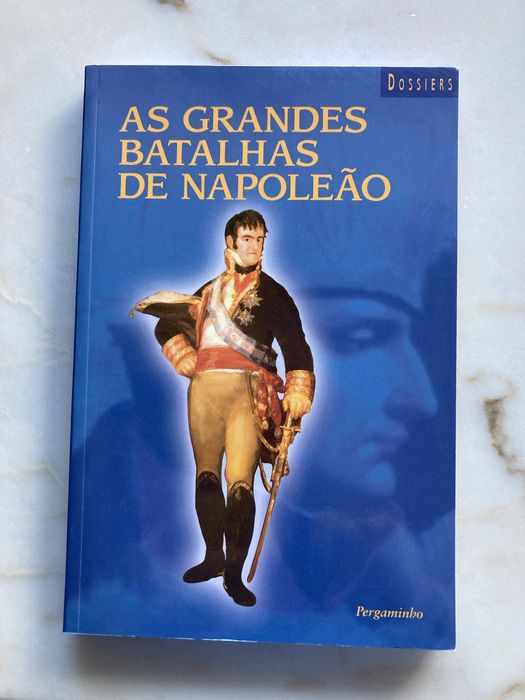 DOSSIERS
AS GRANDES
BATALHAS
DE NAPOLEÃO
Pergaminho